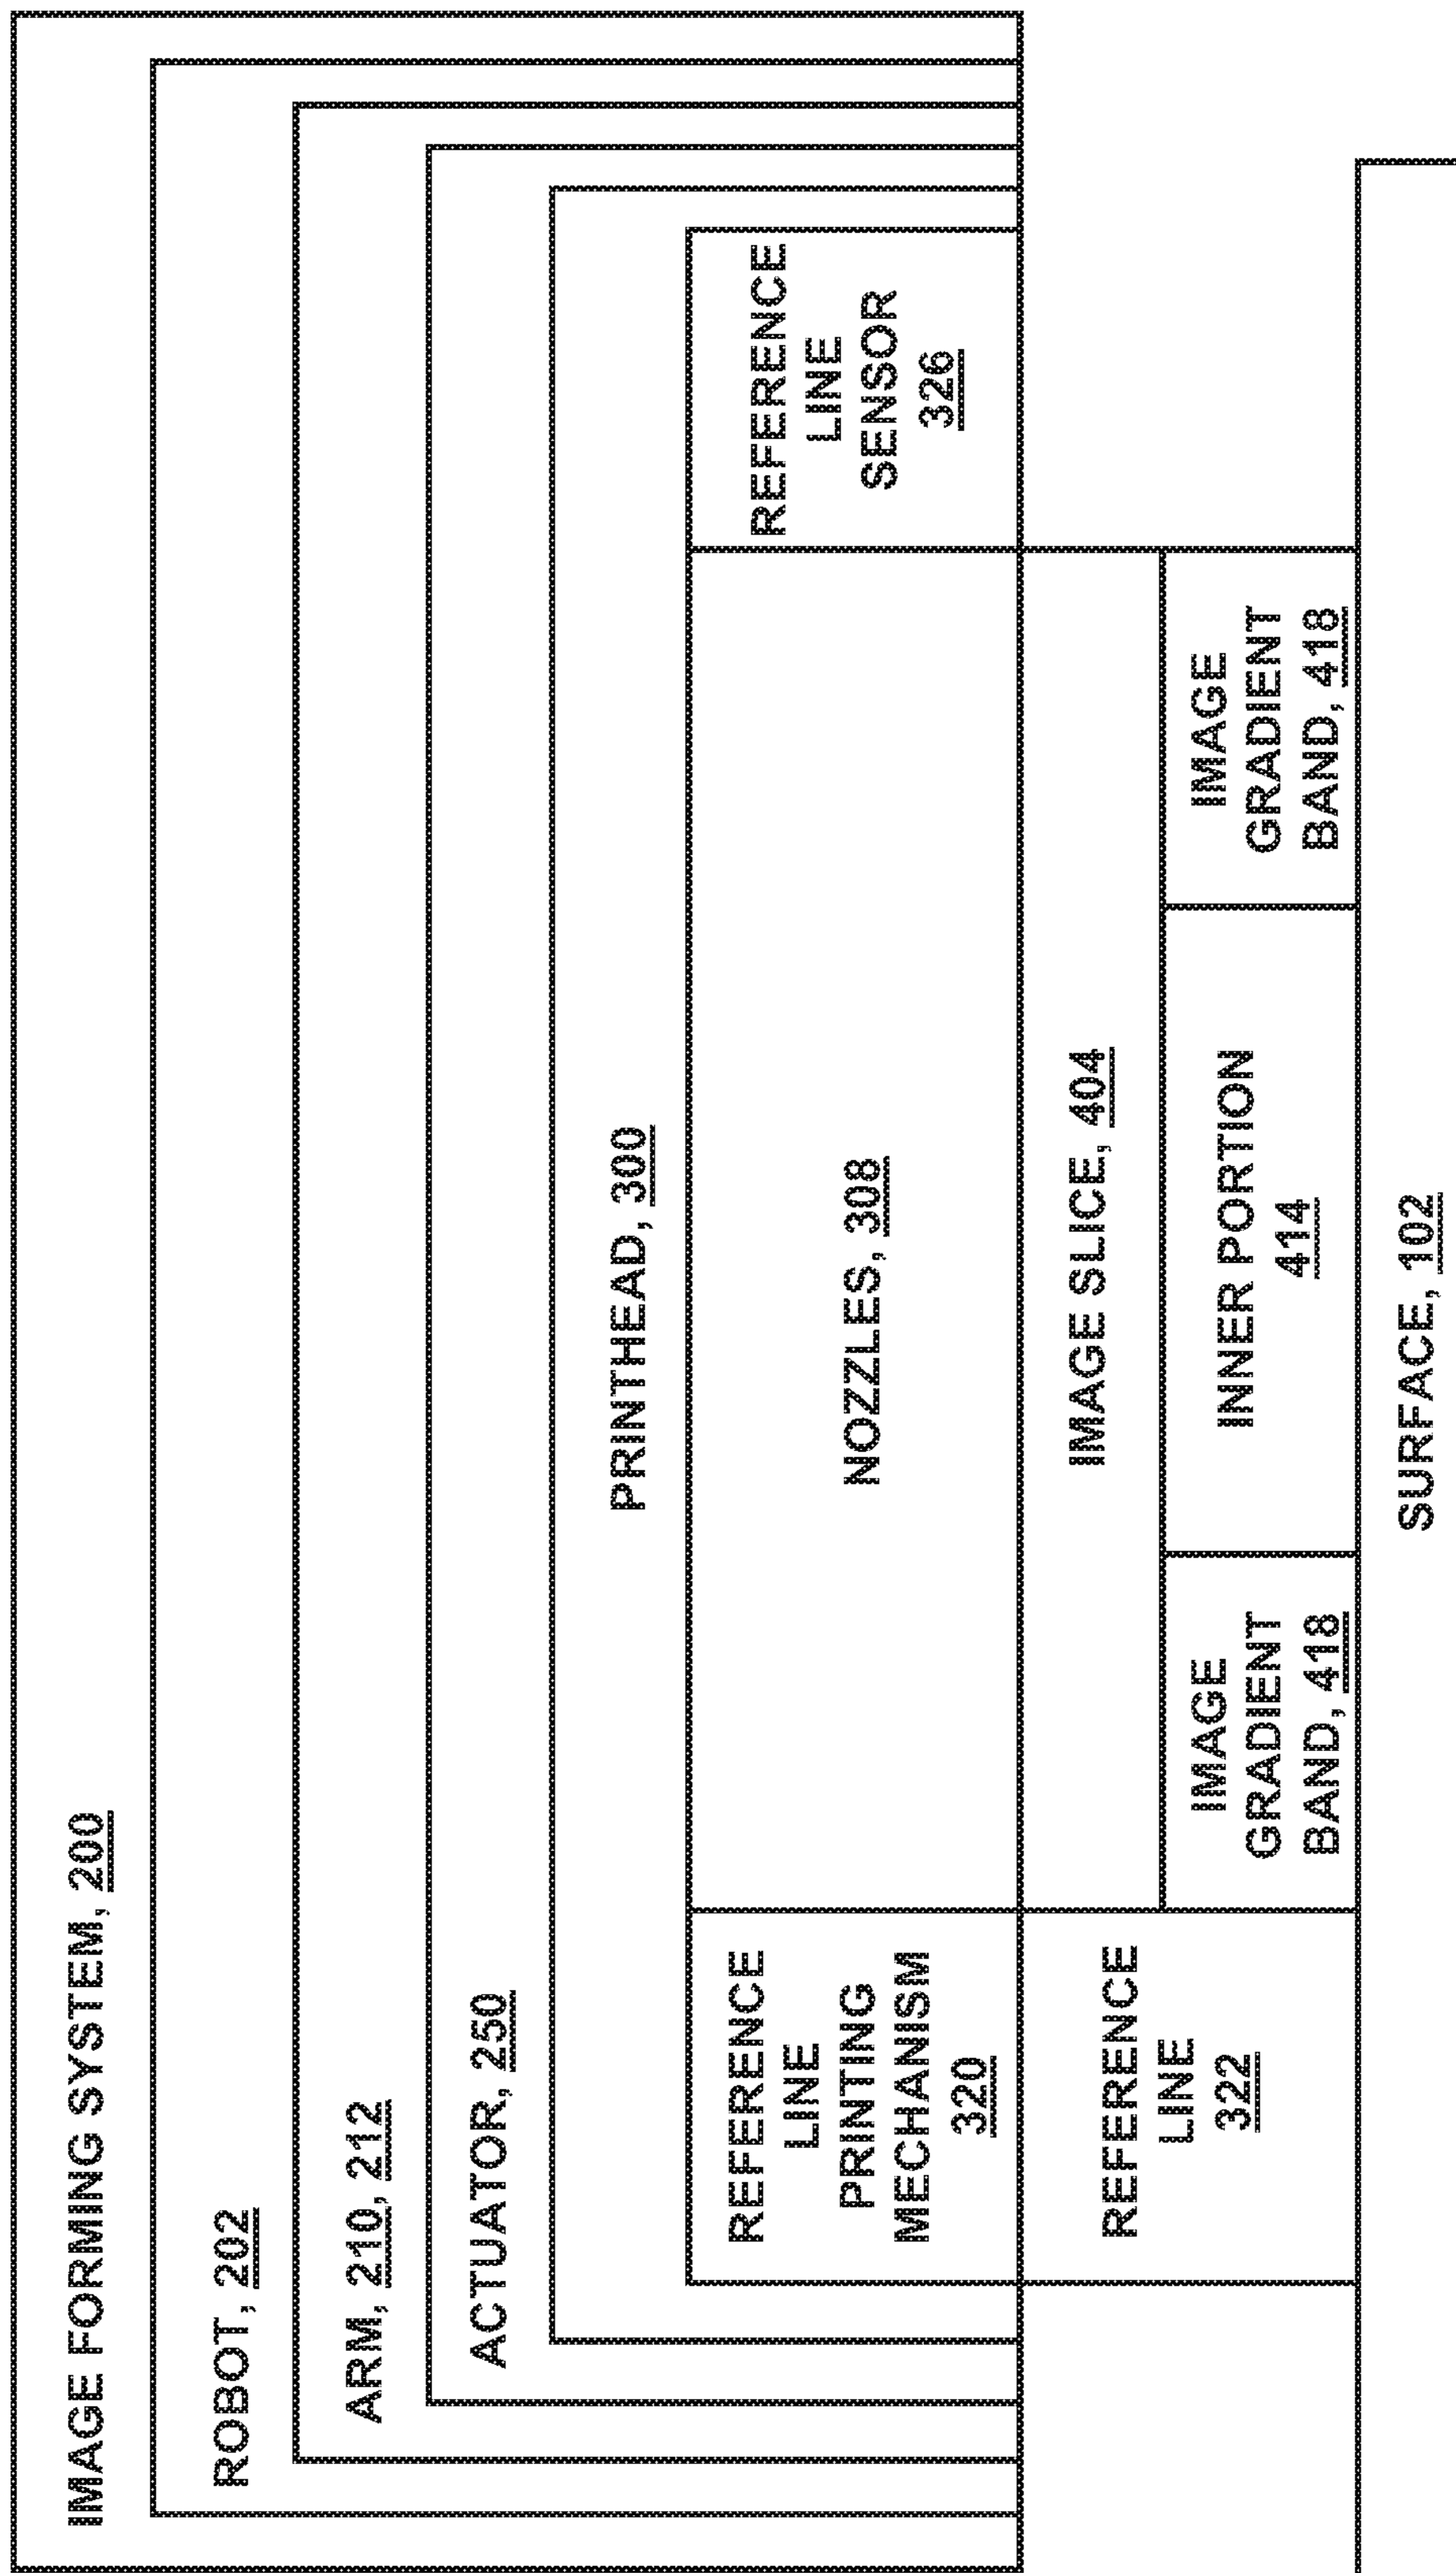 IMAGE FORMING SYSTEM, 200
ROBOT, 202
ARM, 210, 212
ACTUATOR, 250
PRINTHEAD, 300
REFERENCE
LINE
PRINTING
MECHANISM
320
NOZZLES, 308
REFERENCE
LINE
SENSOR
326
REFERENCE
LINE
322
IMAGE SLICE, 404
IMAGE
GRADIENT
BAND, 418
INNER PORTION
414
IMAGE
GRADIENT
BAND, 418
SURFACE, 102